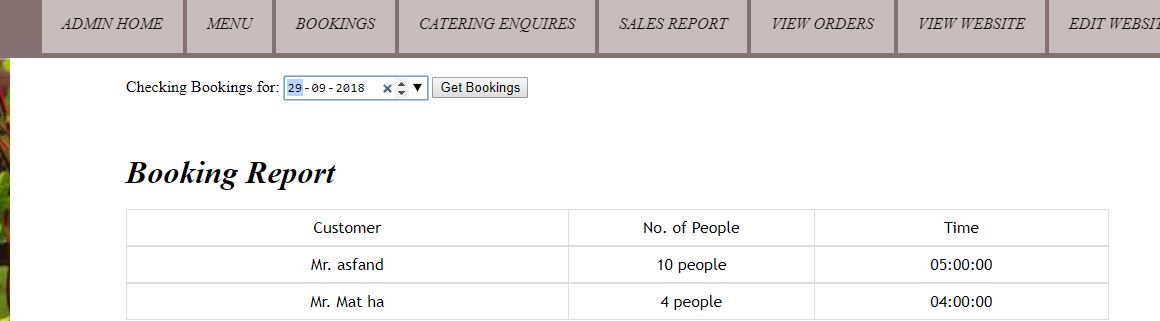 ADMIN HOME MENU BOOKINGS CATERING ENQUIRES SALES REPORT VIEW ORDERS VIEW WEBSITE EDIT
Checking Bookings for: 29-09-2018 Get Bookings
Booking Report
Customer No. of People Time
Mr. asfand 10 people 05:00:00
Mr. Mat ha 4 people 04:00:00